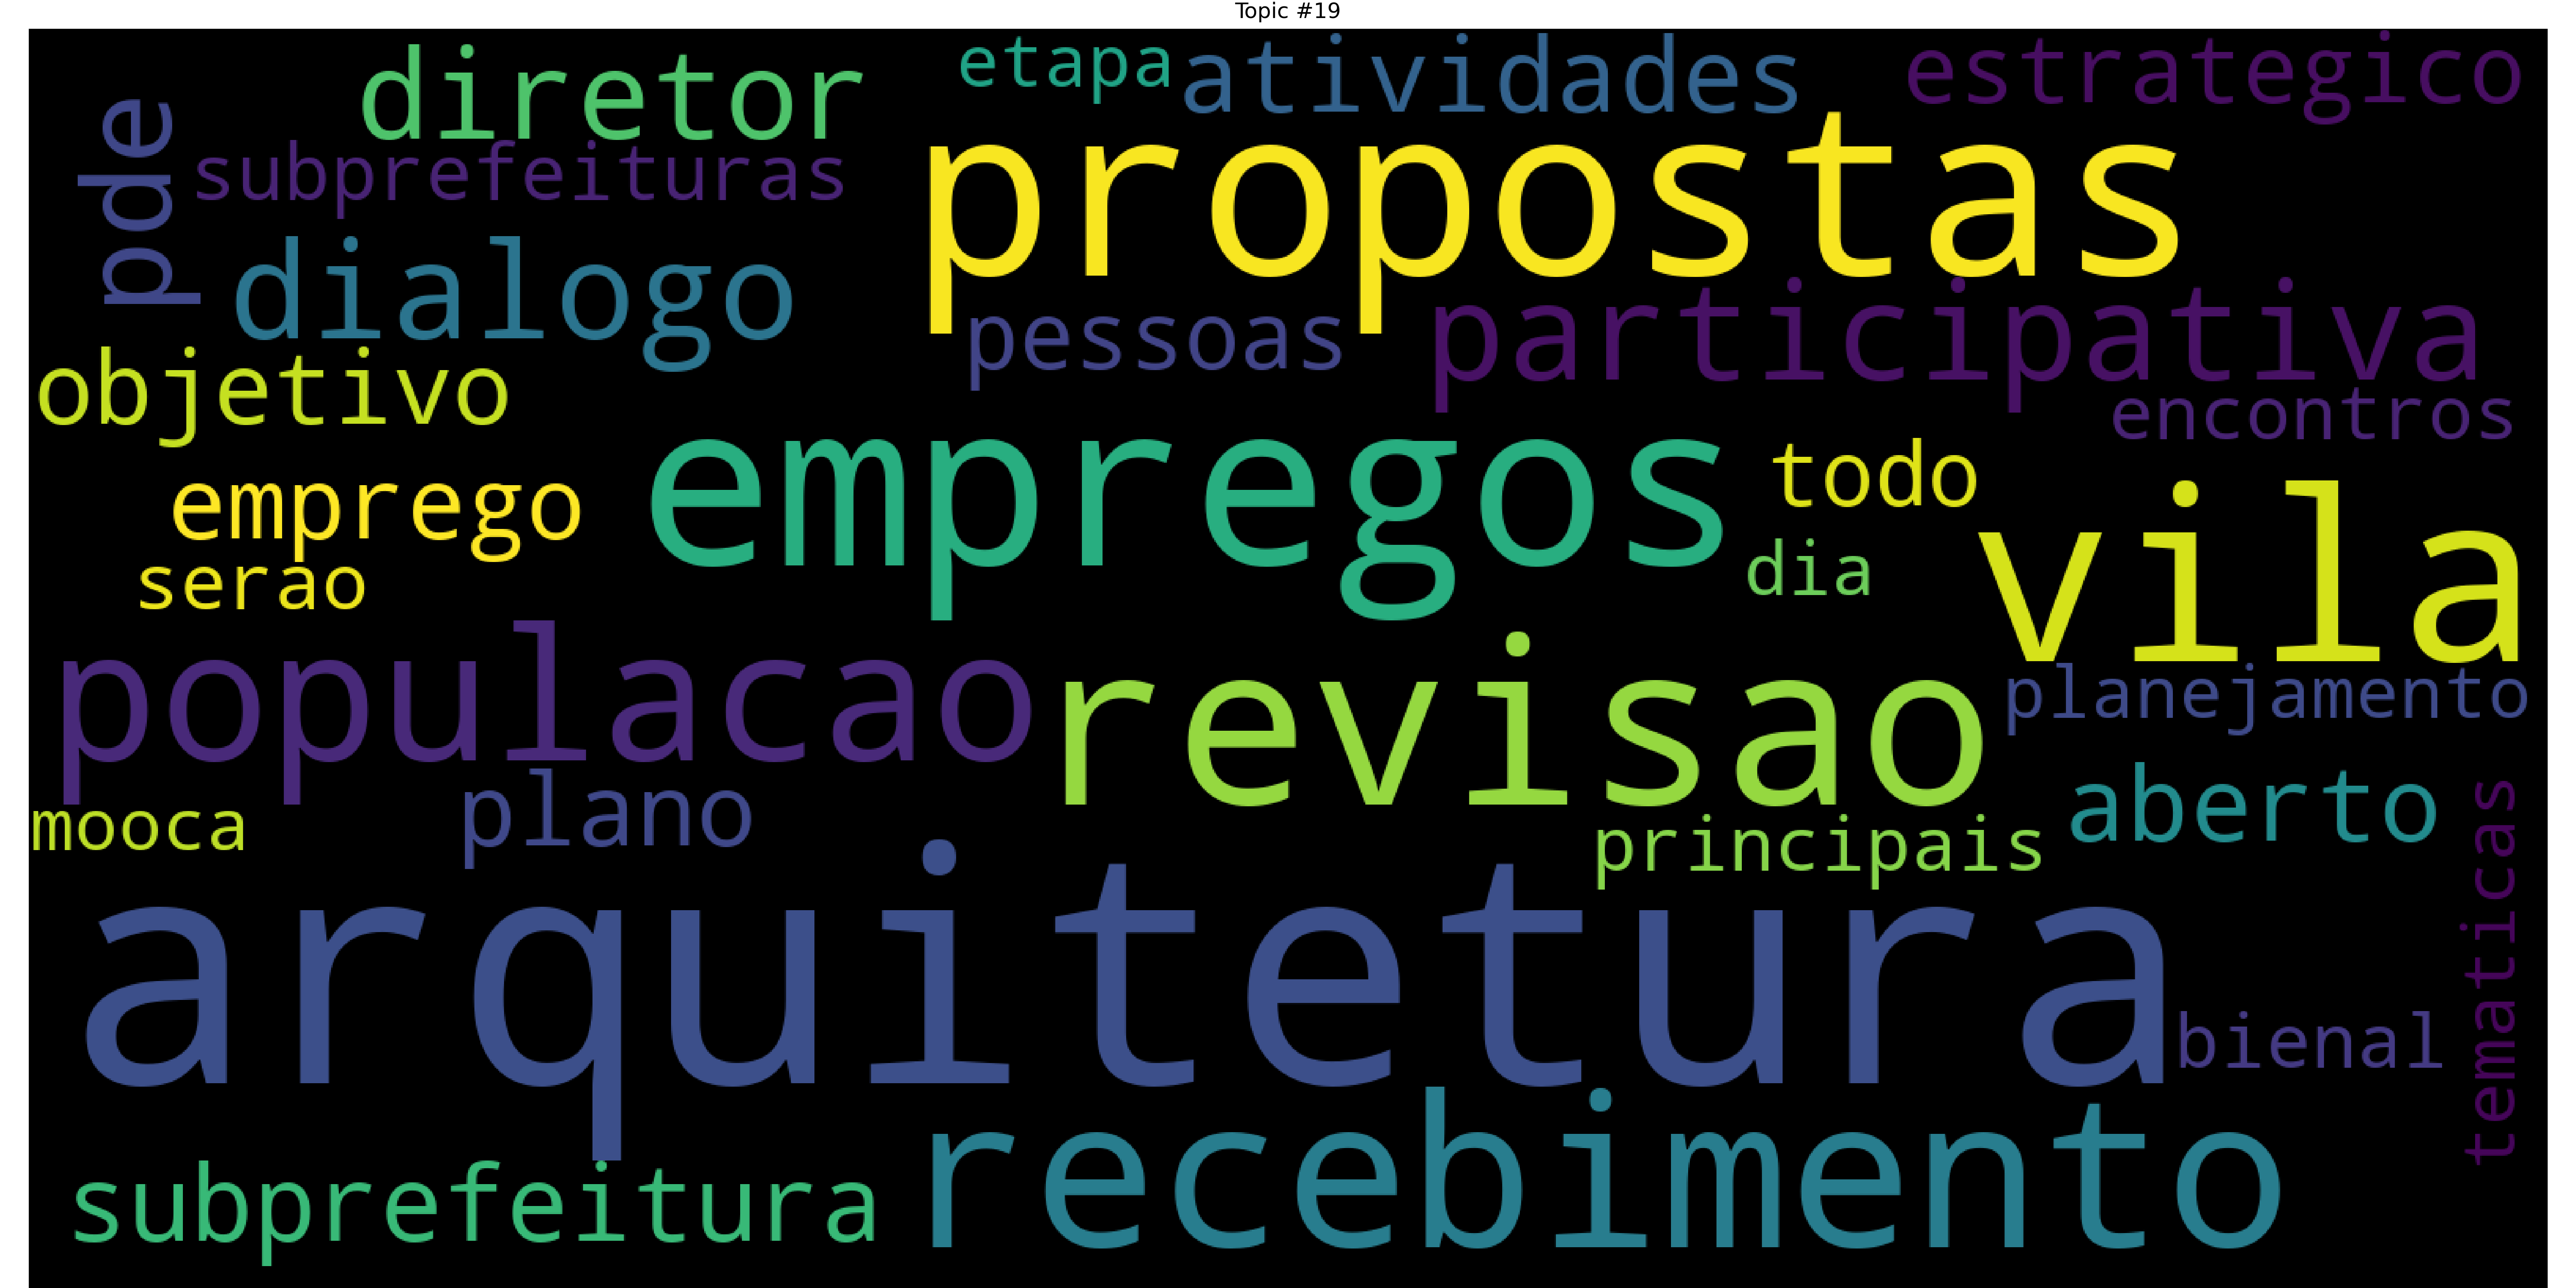 Topic #19
diretor
etapa
atividades
estrategico
pde
subprefeituras
propostas
dialogo
pessoas
participativa
objetivo
encontros
emprego
empregos
todo
vila
serao
dia
populacao
revisao
planejamento
mooca
plano
principais
aberto
tematicas
arquitetura
bienal
subprefeitura
recebimento